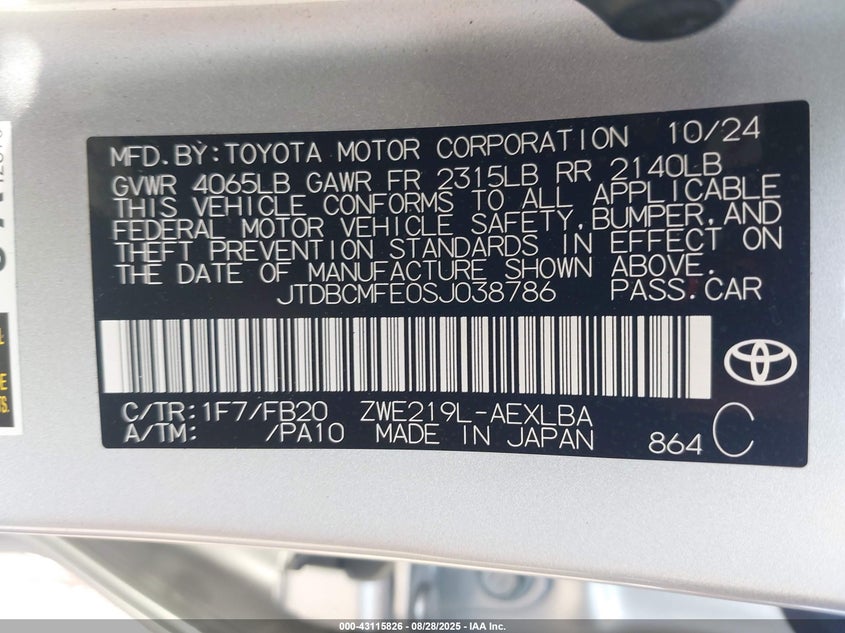 MFD.BY:TOYOTA MOTOR CORPORATION 10/24
GVWR 4065LB GAWR FR 2315LB RR 2140LB
THIS VEHICLE CONFORMS TO ALL APPLICABLE
FEDERAL MOTOR VEHICLE SAFETY,BUMPER,AND
THEFT PREVENTION STANDARDS IN EFFECT ON
THE DATE OF MANUFACTURE SHOWN ABOVE.
JTDBCMFE0SJ038786 PASS.CAR
C/TR:1F7/FB20 ZWE219L-AEXLBA
A/TM: /PA10 MADE IN JAPAN 864 C
000-43115826 | 08/28/2025 | IAA Inc.